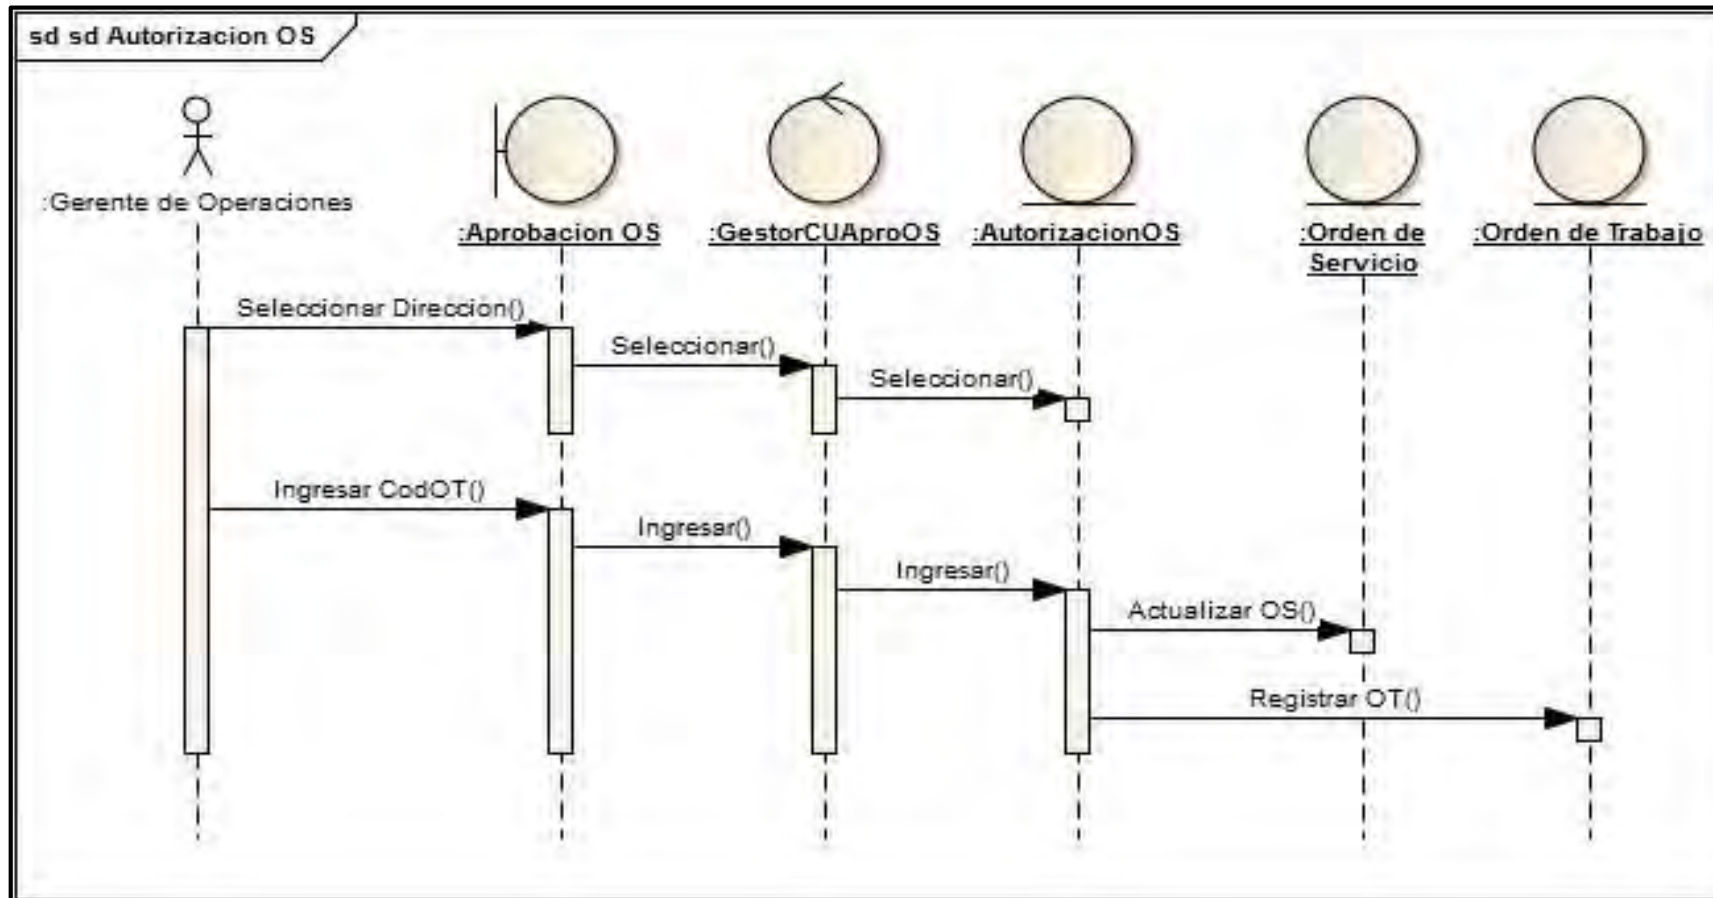 sd sd Autorizacion OS
:Gerente de Operaciones
:Aprobacion OS
:GestorCUAproOS
:AutorizacionOS
:Orden de
Servicio
:Orden de Trabajo
Seleccionar Direccion()
Seleccionar()
Seleccionar()
Ingresar CodOT()
Ingresar()
Ingresar()
Actualizar OS()
Registrar OT()